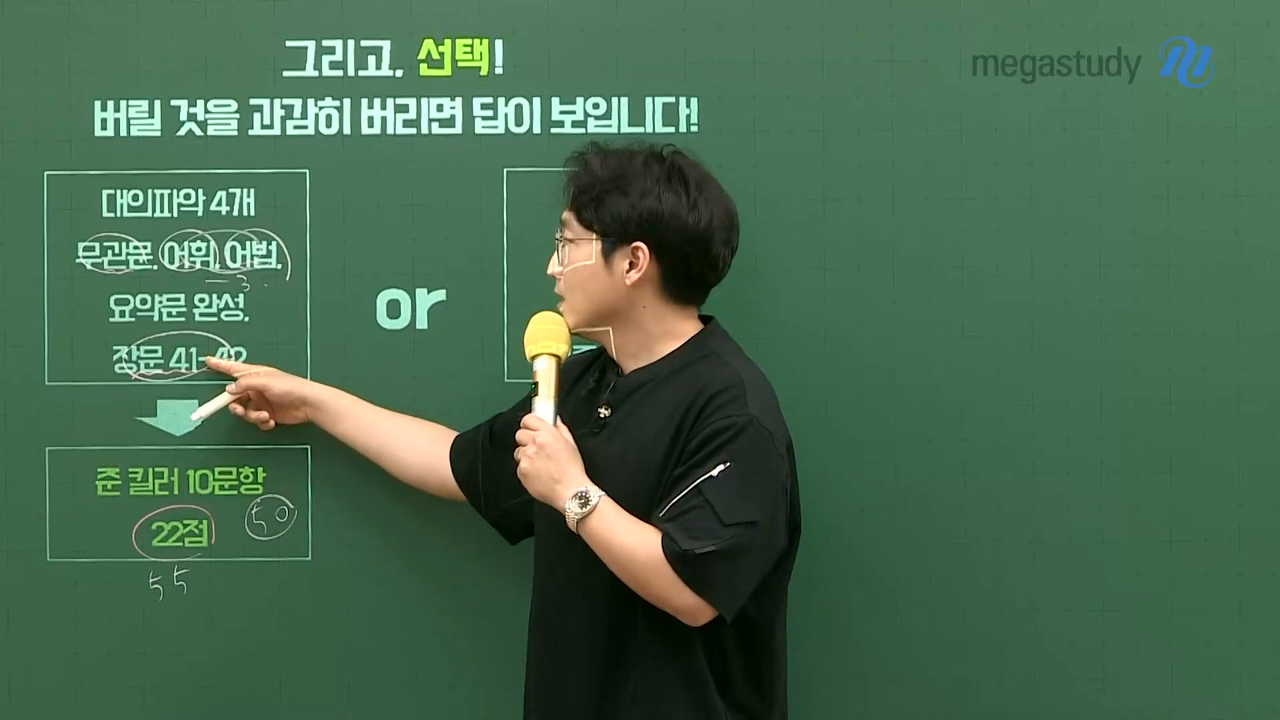 그리고, 선택!
버릴 것을 과감히 버리면 답이 보입니다!
megastudy
대의파악 4개
무관문, 어휘, 어법,
3
요약문 완성,
장문 41-42
or
준 킬러 10문항
22점
50
55